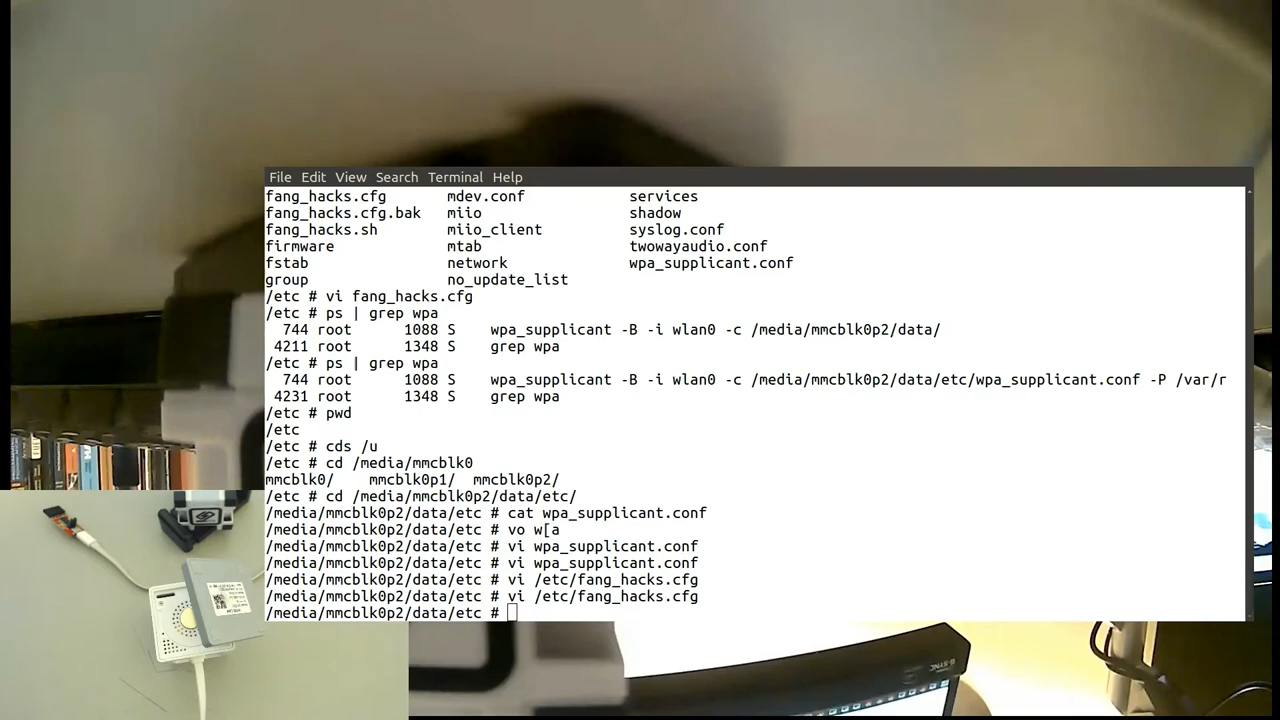 File Edit View Search Terminal Help
fang_hacks.cfg mdev.conf services
fang_hacks.cfg.bak miio shadow
fang_hacks.sh miio_client syslog.conf
firmware mtab twowayaudio.conf
fstab network wpa_supplicant.conf
group no_update_list
/etc # vi fang_hacks.cfg
/etc # ps | grep wpa
744 root 1088 S wpa_supplicant -B -i wlan0 -c /media/mmcblk0p2/data/
4211 root 1348 S grep wpa
/etc # ps | grep wpa
744 root 1088 S wpa_supplicant -B -i wlan0 -c /media/mmcblk0p2/data/etc/wpa_supplicant.conf -P /var/r
4231 root 1348 S grep wpa
/etc # pwd
/etc
/etc # cds /u
/etc # cd /media/mmcblk0
mmcblk0/ mmcblk0p1/ mmcblk0p2/
/etc # cd /media/mmcblk0p2/data/etc/
/media/mmcblk0p2/data/etc # cat wpa_supplicant.conf
/media/mmcblk0p2/data/etc # vo w[a
/media/mmcblk0p2/data/etc # vi wpa_supplicant.conf
/media/mmcblk0p2/data/etc # vi wpa_supplicant.conf
/media/mmcblk0p2/data/etc # vi /etc/fang_hacks.cfg
/media/mmcblk0p2/data/etc # vi /etc/fang_hacks.cfg
/media/mmcblk0p2/data/etc #
B-SYNC